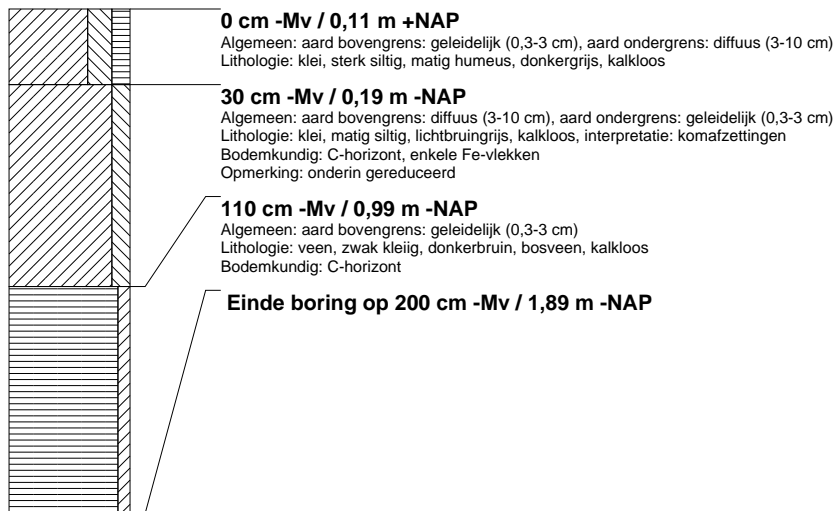 0 cm -Mv / 0,11 m +NAP
Algemeen: aard bovengrens: geleidelijk (0,3-3 cm), aard ondergrens: diffuus (3-10 cm)
Lithologie: klei, sterk siltig, matig humeus, donkergrijs, kalkloos
30 cm -Mv / 0,19 m -NAP
Algemeen: aard bovengrens: diffuus (3-10 cm), aard ondergrens: geleidelijk (0,3-3 cm)
Lithologie: klei, matig siltig, lichtbruingrijs, kalkloos, interpretatie: komafzettingen
Bodemkundig: C-horizont, enkele Fe-vlekken
Opmerking: onderin gereduceerd
110 cm -Mv / 0,99 m -NAP
Algemeen: aard bovengrens: geleidelijk (0,3-3 cm)
Lithologie: veen, zwak kleiig, donkerbruin, bosveen, kalkloos
Bodemkundig: C-horizont
Einde boring op 200 cm -Mv / 1,89 m -NAP